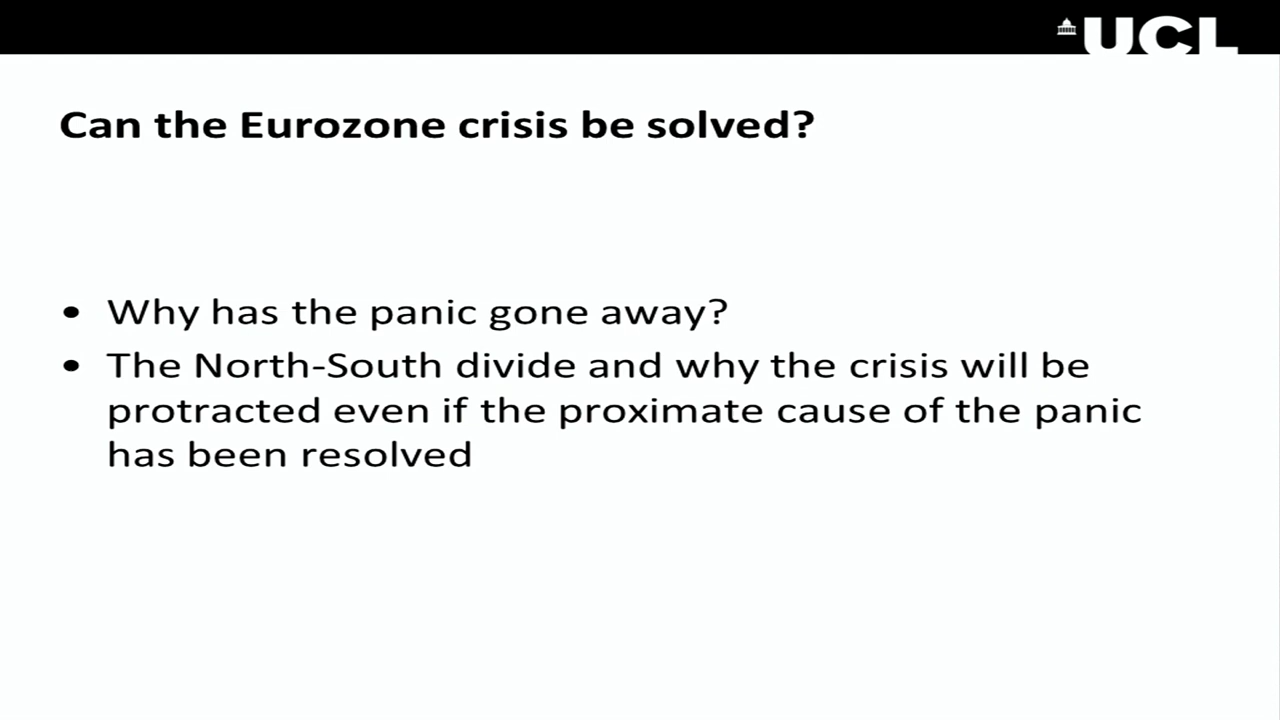 UCL
Can the Eurozone crisis be solved?
• Why has the panic gone away?
• The North-South divide and why the crisis will be
protracted even if the proximate cause of the panic
has been resolved